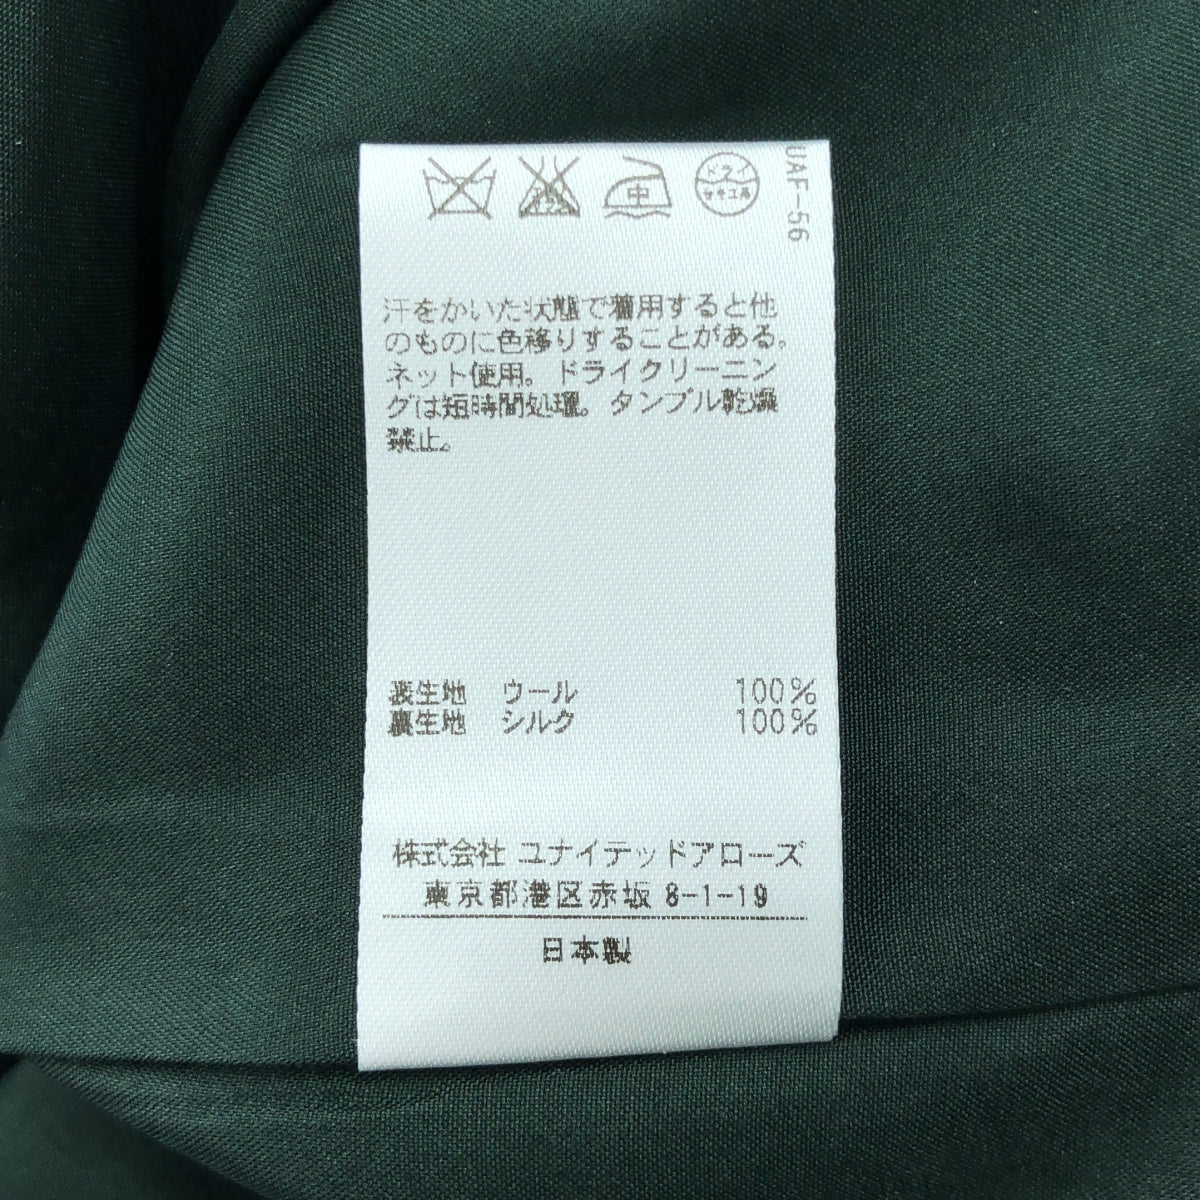 中
ドライ
セキユ系
UAF-56
汗をかいた状態で着用すると他
のものに色移りすることがある。
ネット使用。ドライクリーニン
グは短時間処理。タンブル乾燥
禁止。
表生地 ウール 100%
裏生地 シルク 100%
株式会社 ユナイテッドアローズ
東京都港区赤坂 8-1-19
日本製